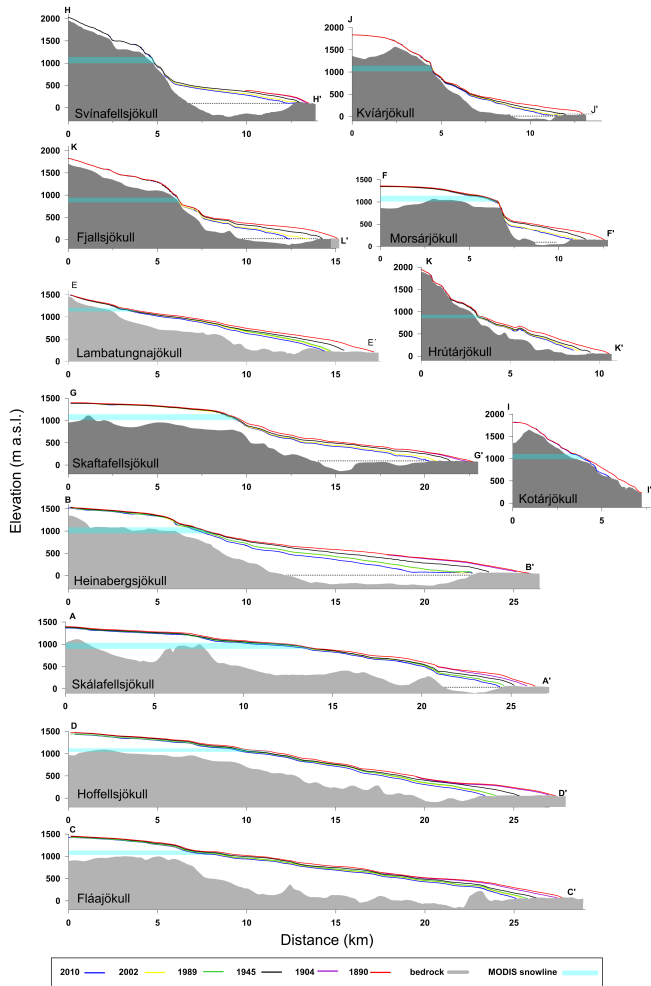 H
2000
1500
1000
500
0
Svínafellsjökull
H'
0 5 10
J
2000
1500
1000
500
0
Kvíárjökull
J'
0 5 10
K
2000
1500
1000
500
0
Fjallsjökull
L'
0 5 10 15
F
1500
1000
500
0
Morsárjökull
F'
0 5 10
E
1500
1000
500
0
Lambatungnajökull
E'
0 5 10 15
K
2000
1500
1000
500
0
Hrútárjökull
K'
0 5 10
G
1500
1000
500
0
Skaftafellsjökull
G'
0 5 10 15 20
I
2000
1500
1000
500
0
Kotárjökull
I'
0 5
Elevation (m a.s.l.)
B
1500
1000
500
0
Heinabergsjökull
B'
0 5 10 15 20 25
A
1500
1000
500
0
Skálafellsjökull
A'
0 5 10 15 20 25
D
1500
1000
500
0
Hoffellsjökull
D'
0 5 10 15 20 25
C
1500
1000
500
0
Fláajökull
C'
0 5 10 15 20 25
Distance (km)
2010 2002 1989 1945 1904 1890 bedrock MODIS snowline